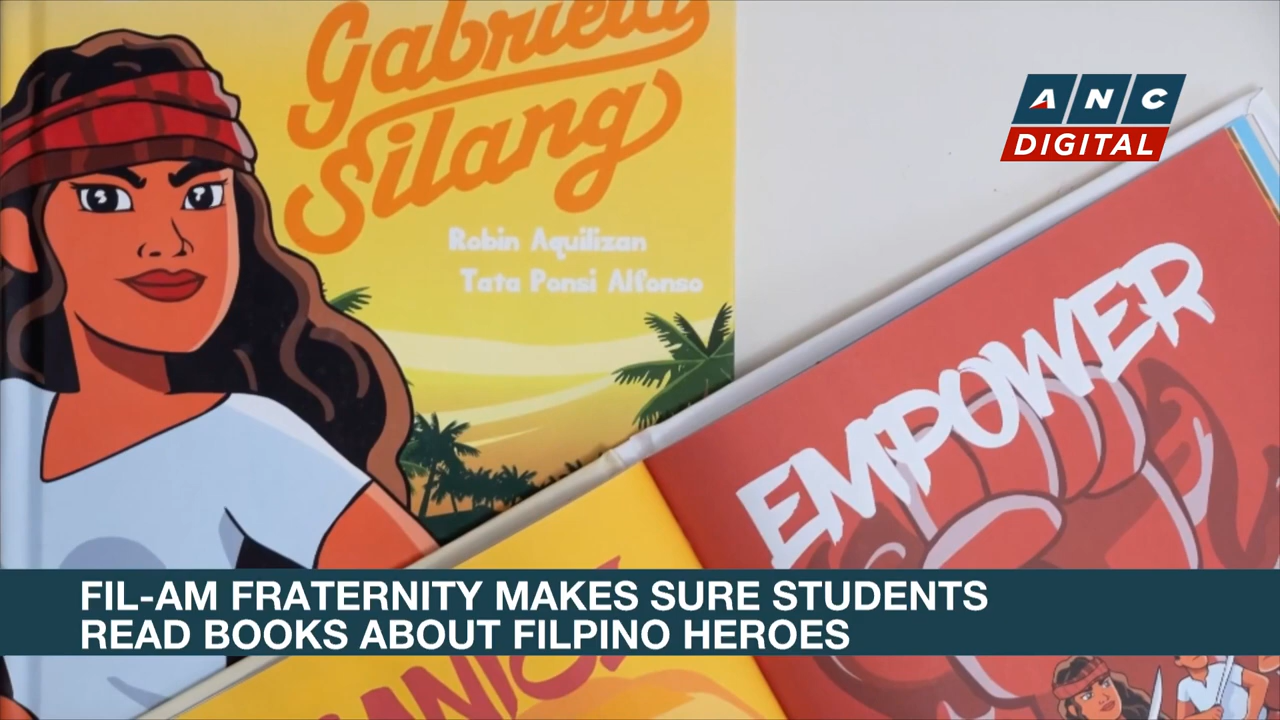 Gabriela
Silang
Robin Aquilizan
Tata Ponsi Alfonso
ANC
DIGITAL
EMPOWER
FIL-AM FRATERNITY MAKES SURE STUDENTS
READ BOOKS ABOUT FILPINO HEROES